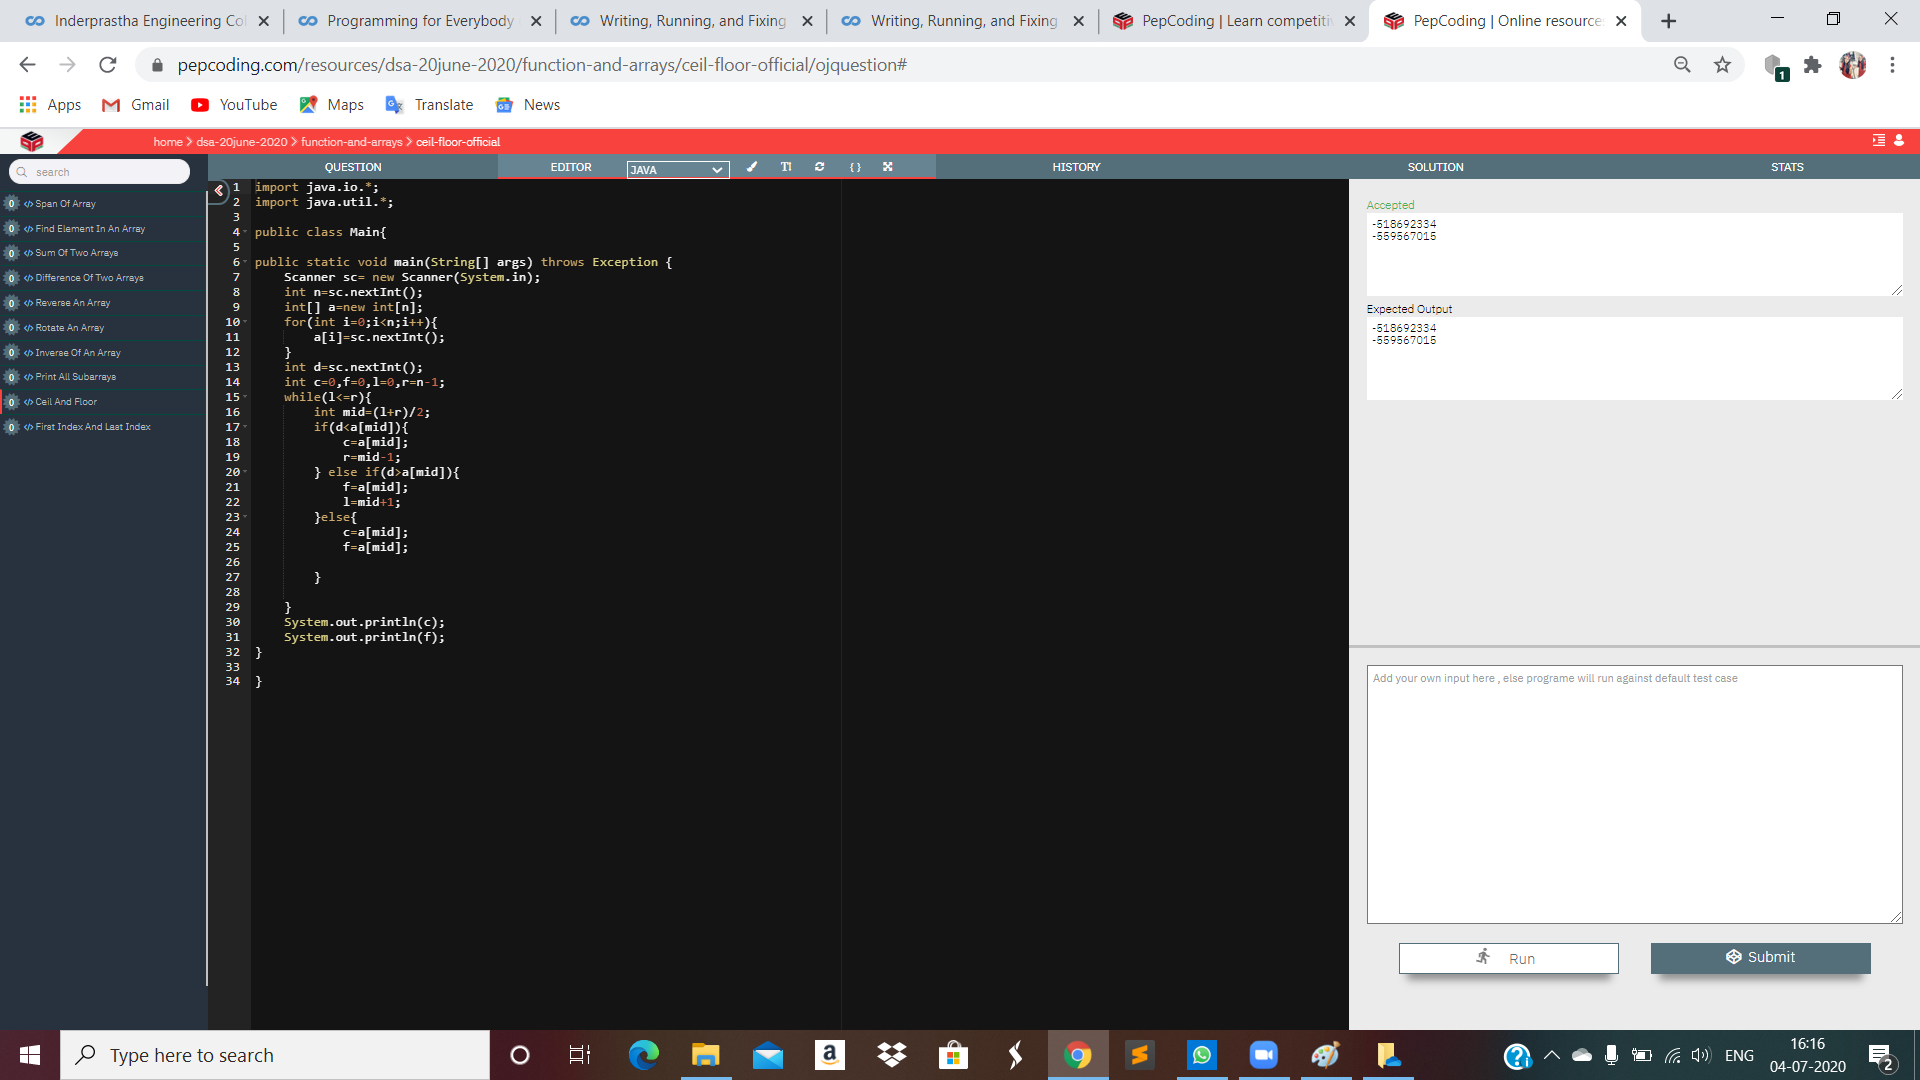 Inderprastha Engineering Col
Programming for Everybody
Writing, Running, and Fixing
Writing, Running, and Fixing
PepCoding | Learn competitiv
PepCoding | Online resource
pepcoding.com/resources/dsa-20june-2020/function-and-arrays/ceil-floor-official/ojquestion#
1
Apps Gmail YouTube Maps Translate News
home > dsa-20june-2020 > function-and-arrays > ceil-floor-official
search
0 </> Span Of Array
0 </> Find Element In An Array
0 </> Sum Of Two Arrays
0 </> Difference Of Two Arrays
0 </> Reverse An Array
0 </> Rotate An Array
0 </> Inverse Of An Array
0 </> Print All Subarrays
0 </> Ceil And Floor
0 </> First Index And Last Index
QUESTION EDITOR JAVA TI { } HISTORY SOLUTION STATS
1 import java.io.*;
2 import java.util.*;
3
4 public class Main{
5
6 public static void main(String[] args) throws Exception {
7 Scanner sc= new Scanner(System.in);
8 int n=sc.nextInt();
9 int[] a=new int[n];
10 for(int i=0;i<n;i++){
11 a[i]=sc.nextInt();
12 }
13 int d=sc.nextInt();
14 int c=0,f=0,l=0,r=n-1;
15 while(l<=r){
16 int mid=(l+r)/2;
17 if(d<a[mid]){
18 c=a[mid];
19 r=mid-1;
20 } else if(d>a[mid]){
21 f=a[mid];
22 l=mid+1;
23 }else{
24 c=a[mid];
25 f=a[mid];
26
27 }
28
29 }
30 System.out.println(c);
31 System.out.println(f);
32 }
33
34 }
Accepted
-518692334
-559567015
Expected Output
-518692334
-559567015
Add your own input here , else programe will run against default test case
Run
Submit
Type here to search
ENG
16:16
04-07-2020
2